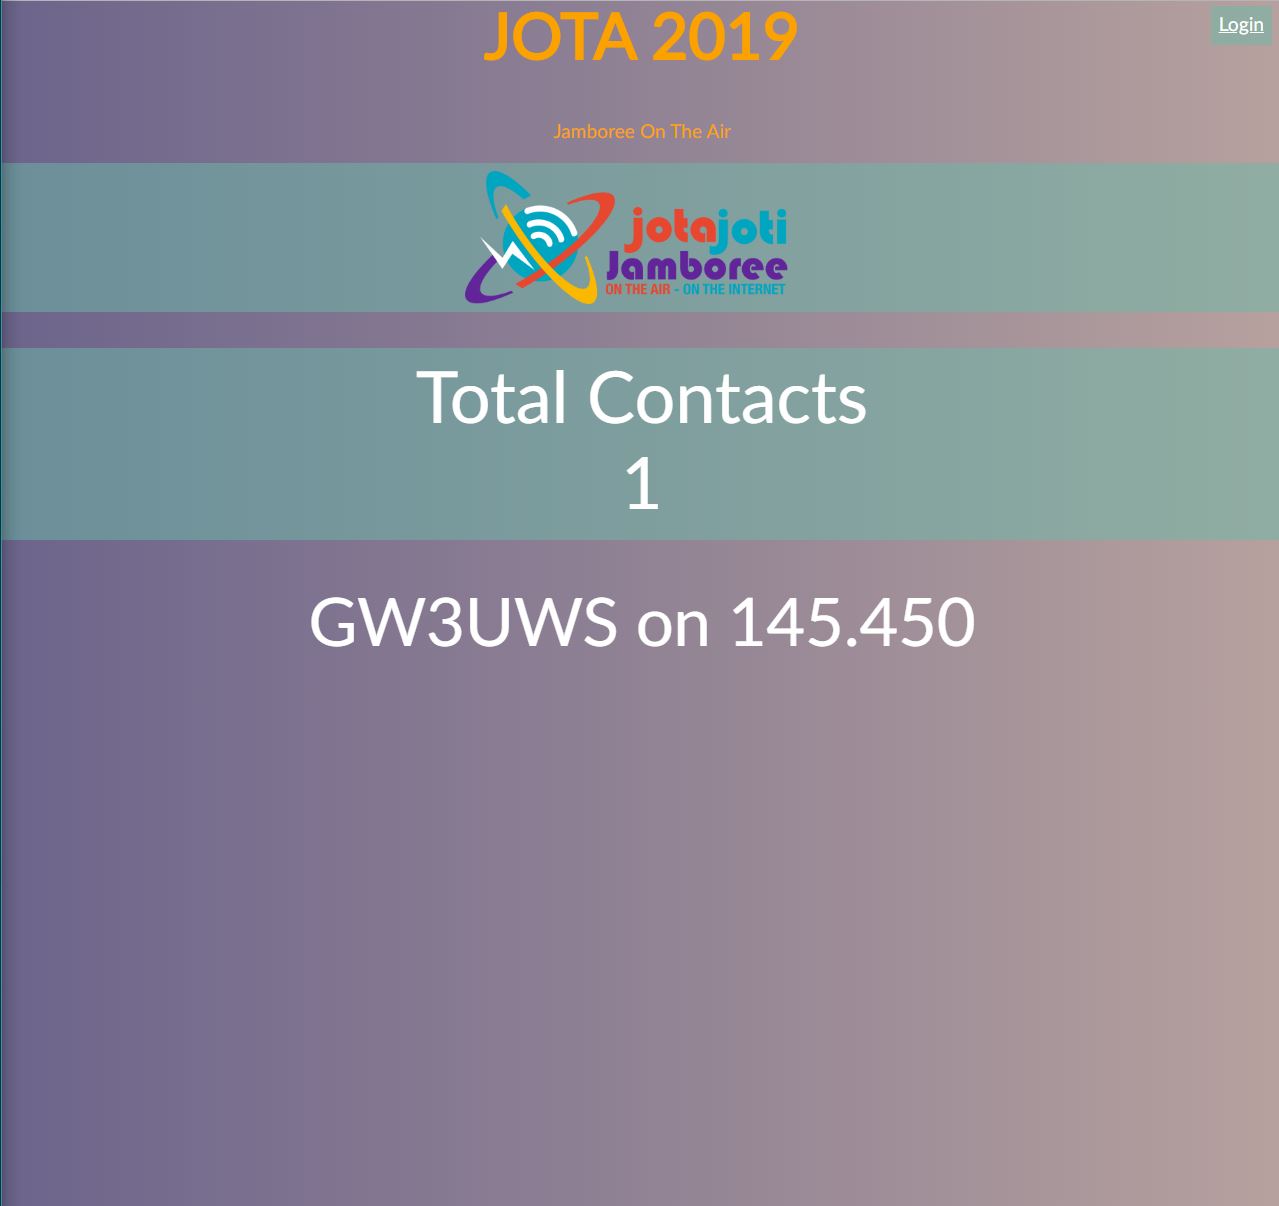 JOTA 2019
Login
Jamboree On The Air
jotajoti
Jamboree
ON THE AIR - ON THE INTERNET
Total Contacts
1
GW3UWS on 145.450